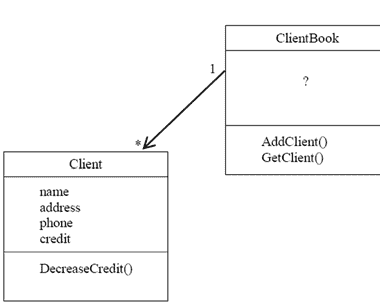 ClientBook
1
?
*
AddClient()
GetClient()
Client
name
address
phone
credit
DecreaseCredit()